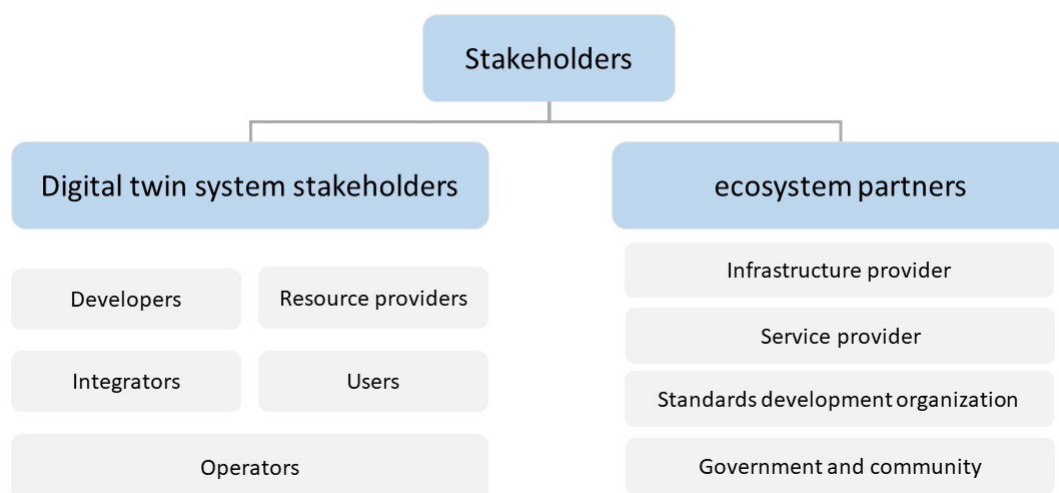 Stakeholders
Digital twin system stakeholders
ecosystem partners
Developers
Resource providers
Integrators
Users
Operators
Infrastructure provider
Service provider
Standards development organization
Government and community